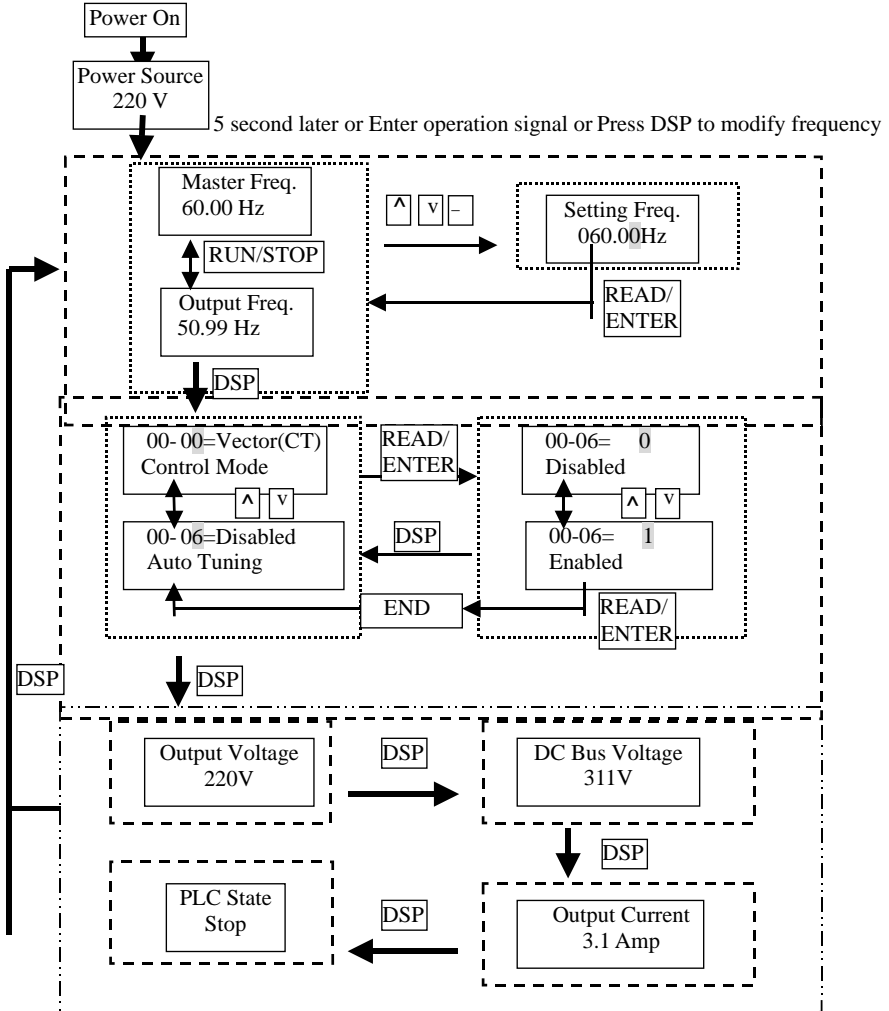 Power On
Power Source
220 V
5 second later or Enter operation signal or Press DSP to modify frequency
Master Freq.
60.00 Hz
^ v –
Setting Freq.
060.00Hz
RUN/STOP
Output Freq.
50.99 Hz
READ/
ENTER
DSP
00- 00=Vector(CT)
Control Mode
READ/
ENTER
00-06= 0
Disabled
^ v
^ v
00- 06=Disabled
Auto Tuning
DSP
00-06= 1
Enabled
END
READ/
ENTER
DSP
DSP
Output Voltage
220V
DSP
DC Bus Voltage
311V
DSP
PLC State
Stop
DSP
Output Current
3.1 Amp